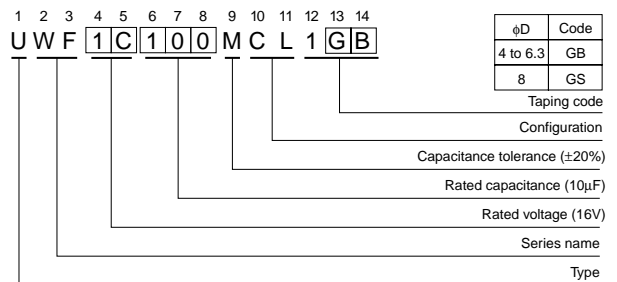 1 2 3 4 5 6 7 8 9 10 11 12 13 14
U W F 1 C 1 0 0 M C L 1 G B
ϕD Code
4 to 6.3 GB
8 GS
Taping code
Configuration
Capacitance tolerance (±20%)
Rated capacitance (10μF)
Rated voltage (16V)
Series name
Type